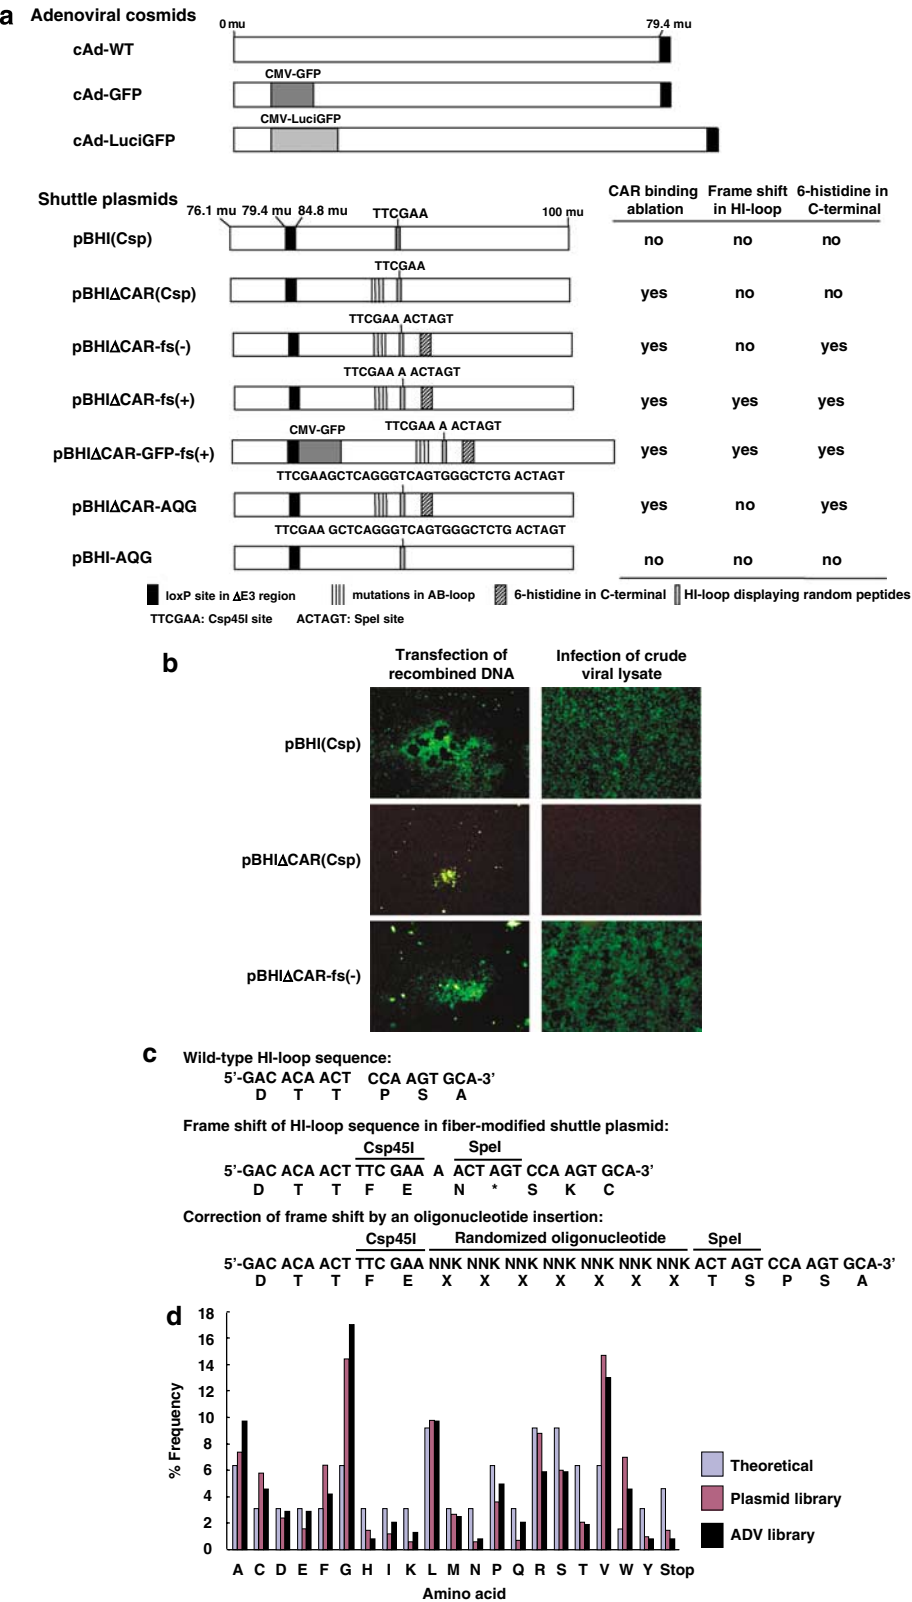 a Adenoviral cosmids
0 mu 79.4 mu
cAd-WT
CMV-GFP
cAd-GFP
CMV-LuciGFP
cAd-LuciGFP
Shuttle plasmids
CAR binding ablation Frame shift in HI-loop 6-histidine in C-terminal
76.1 mu 79.4 mu 84.8 mu TTCGAA 100 mu
pBHI(Csp) no no no
TTCGAA
pBHIΔCAR(Csp) yes no no
TTCGAA ACTAGT
pBHIΔCAR-fs(-) yes no yes
TTCGAA A ACTAGT
pBHIΔCAR-fs(+) yes yes yes
CMV-GFP TTCGAA A ACTAGT
pBHIΔCAR-GFP-fs(+) yes yes yes
TTCGAAGCTCAGGGTCAGTGGGCTCTG ACTAGT
pBHIΔCAR-AQG yes no yes
TTCGAA GCTCAGGGTCAGTGGGCTCTG ACTAGT
pBHI-AQG no no no
loxP site in ΔE3 region mutations in AB-loop 6-histidine in C-terminal HI-loop displaying random peptides
TTCGAA: Csp45I site ACTAGT: SpeI site
b
Transfection of recombined DNA Infection of crude viral lysate
pBHI(Csp)
pBHIΔCAR(Csp)
pBHIΔCAR-fs(-)
c Wild-type HI-loop sequence:
5'-GAC ACA ACT CCA AGT GCA-3'
D T T P S A
Frame shift of HI-loop sequence in fiber-modified shuttle plasmid:
Csp45I SpeI
5'-GAC ACA ACT TTC GAA A ACT AGT CCA AGT GCA-3'
D T T F E N * S K C
Correction of frame shift by an oligonucleotide insertion:
Csp45I Randomized oligonucleotide SpeI
5'-GAC ACA ACT TTC GAA NNK NNK NNK NNK NNK NNK NNK ACT AGT CCA AGT GCA-3'
D T T F E X X X X X X X T S P S A
d
% Frequency
18
16
14
12
10
8
6
4
2
0
A C D E F G H I K L M N P Q R S T V W Y Stop
Amino acid
Theoretical
Plasmid library
ADV library